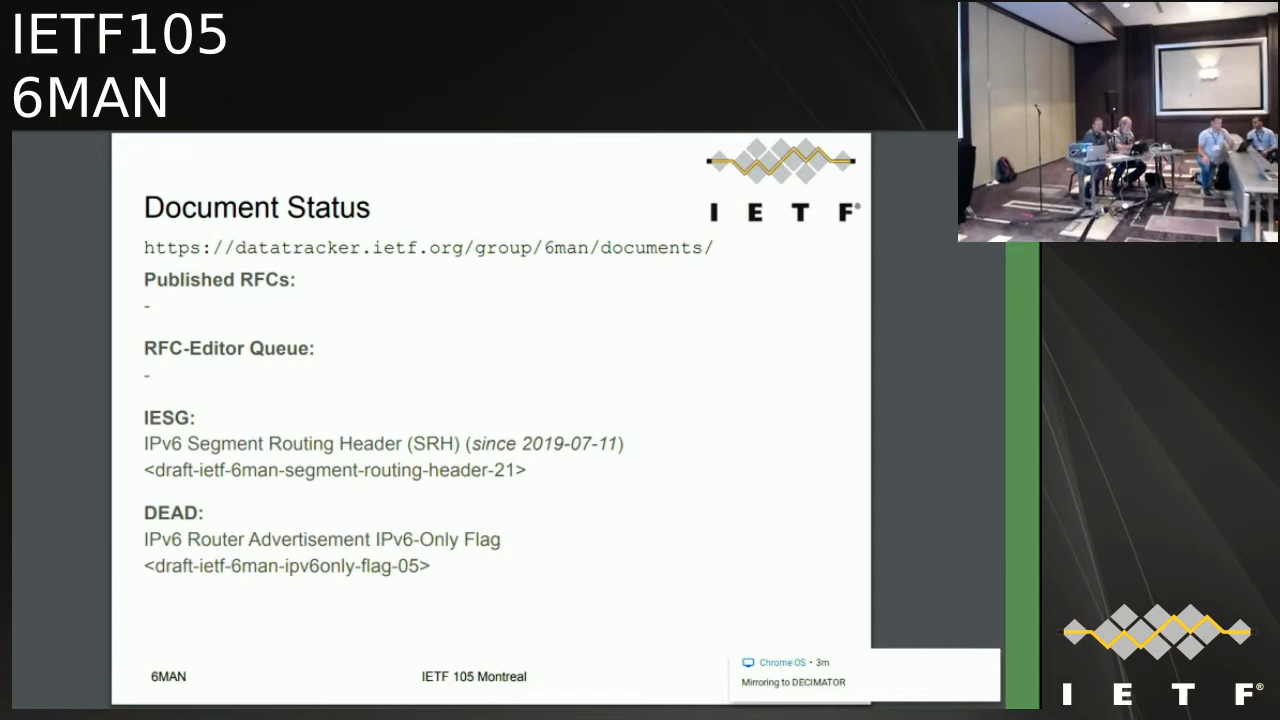 IETF105
6MAN
I E T F®
Document Status
https://datatracker.ietf.org/group/6man/documents/
Published RFCs:
-
RFC-Editor Queue:
-
IESG:
IPv6 Segment Routing Header (SRH) (since 2019-07-11)
<draft-ietf-6man-segment-routing-header-21>
DEAD:
IPv6 Router Advertisement IPv6-Only Flag
<draft-ietf-6man-ipv6only-flag-05>
6MAN
IETF 105 Montreal
Chrome OS • 3m
Mirroring to DECIMATOR
I E T F®